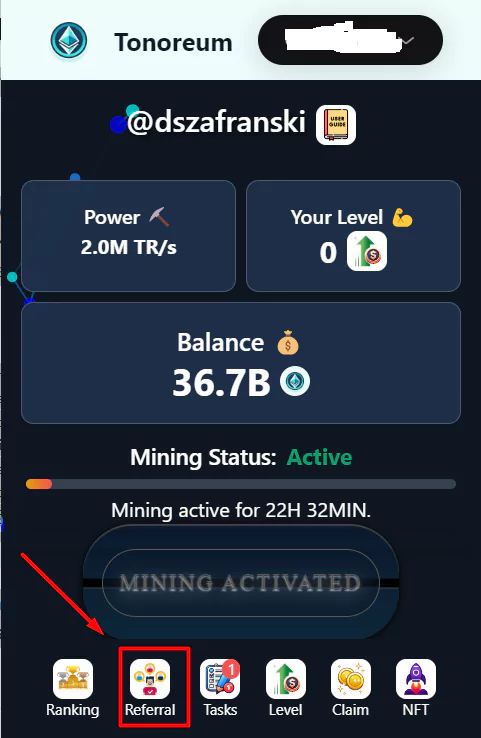 Tonoreum
@dszafranski
USER GUIDE
Power
2.0M TR/s
Your Level
0
Balance
36.7B
Mining Status: Active
Mining active for 22H 32MIN.
MINING ACTIVATED
1
Ranking Referral Tasks Level Claim NFT